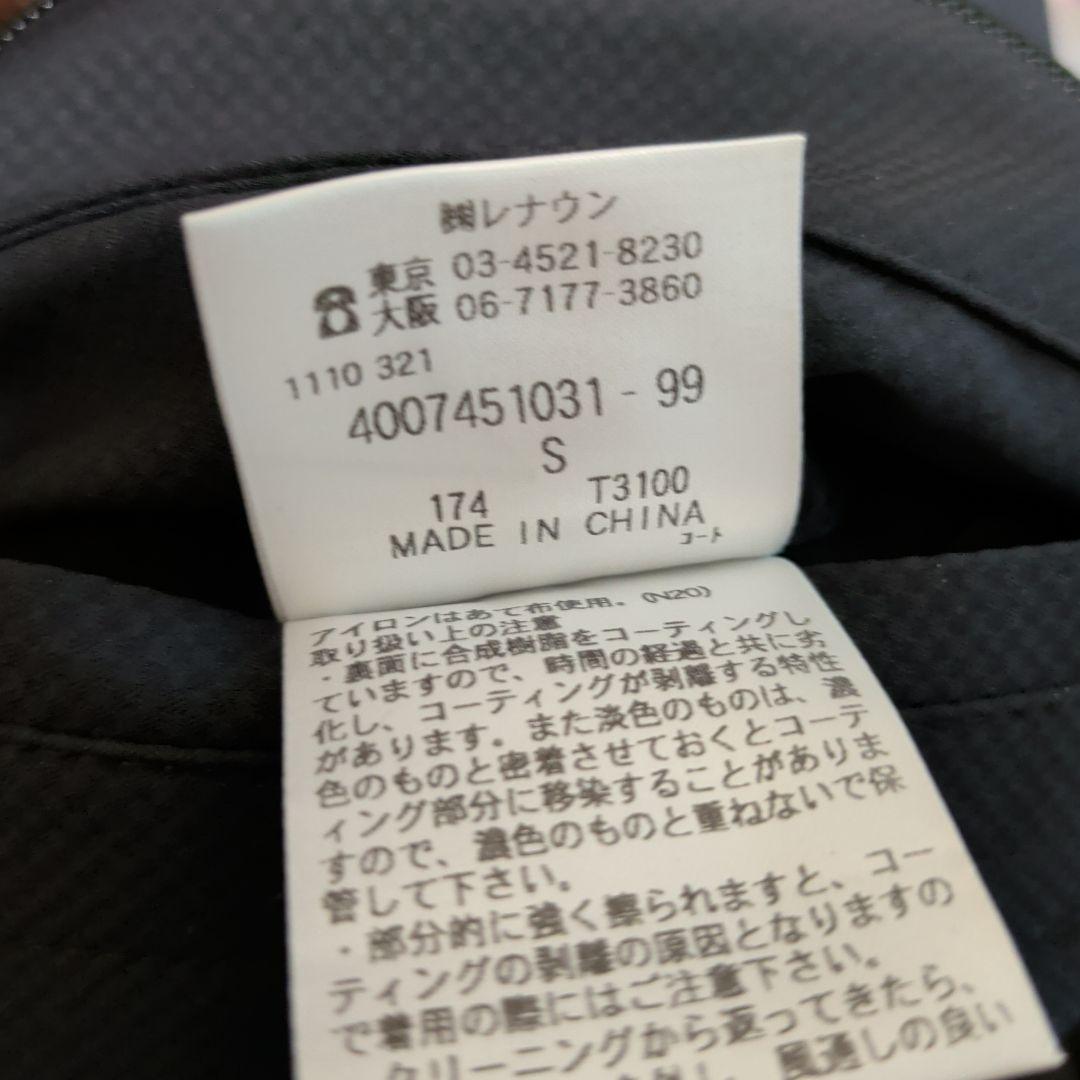 ㈱レナウン
☎ 東京 03-4521-8230
大阪 06-7177-3860
1110 321
4007451031 - 99
S
174 T3100
MADE IN CHINA
コート
アイロンはあて布使用。(N20)
取り扱い上の注意
・裏面に合成樹脂をコーティングし
ていますので、時間の経過と共に劣
化し、コーティングが剥離する特性
があります。また淡色のものは、濃
色のものと密着させておくとコーテ
ィング部分に移染することがありま
すので、濃色のものと重ねないで保
管して下さい。
・部分的に強く擦られますと、コー
ティングの剥離の原因となりますの
で着用の際にはご注意下さい。
クリーニングから返ってきたら、
風通しの良い